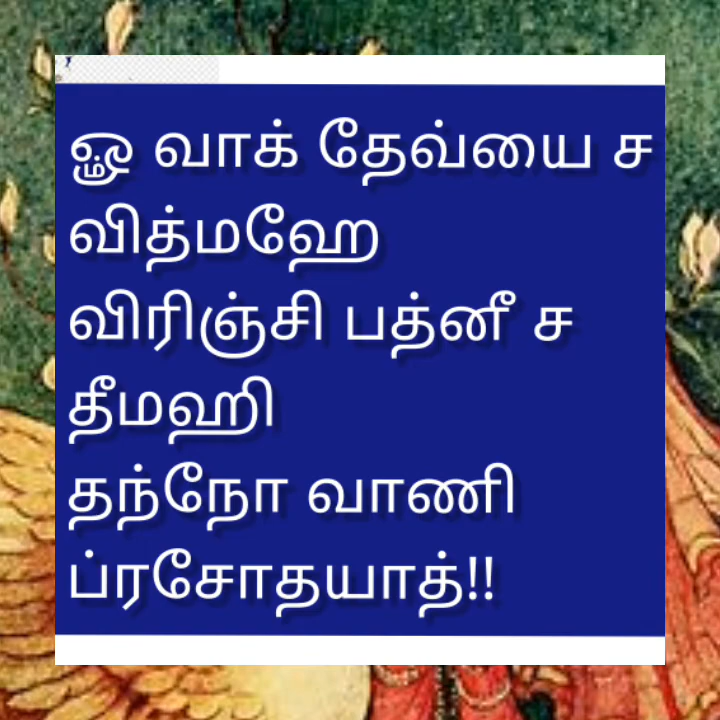 ௐ வாக் தேவ்யை ச
வித்மஹே
விரிஞ்சி பத்னீ ச
தீமஹி
தந்நோ வாணி
ப்ரசோதயாத்!!